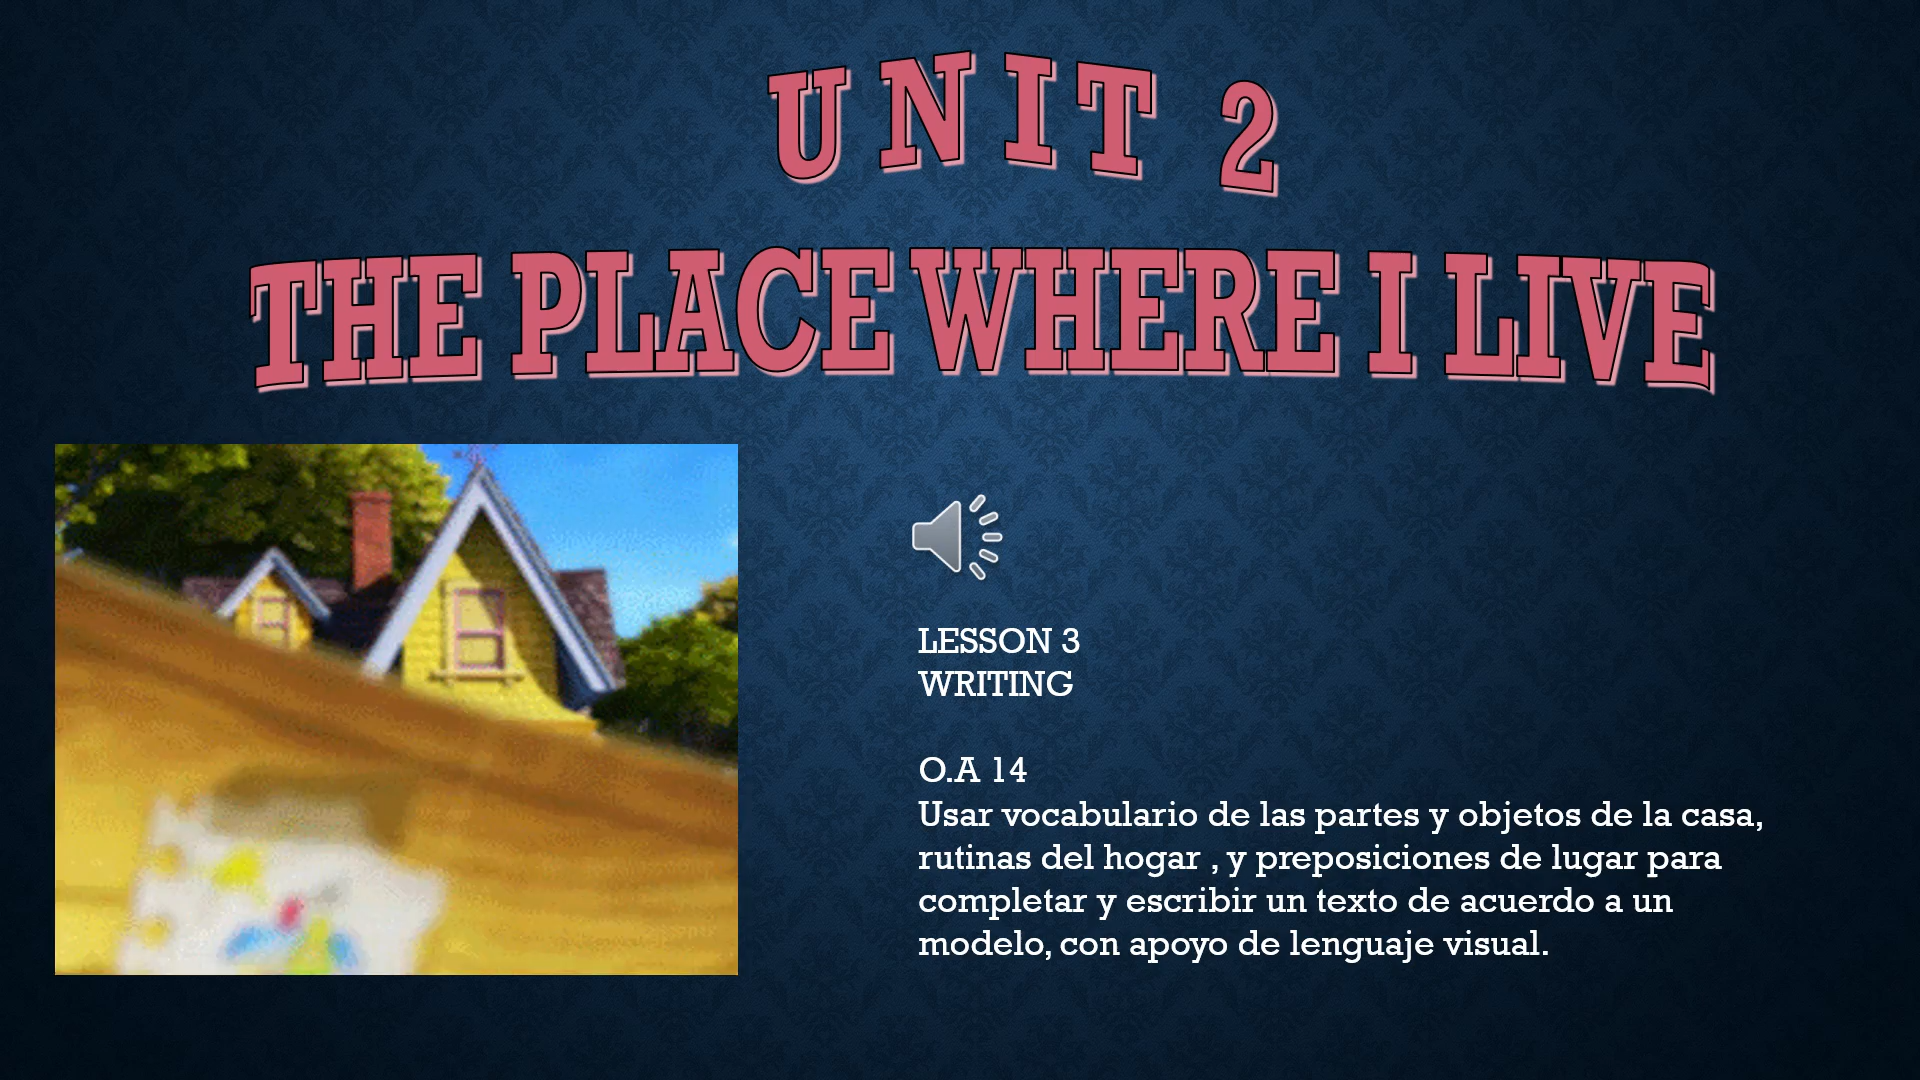 UNIT 2
THE PLACE WHERE I LIVE
LESSON 3
WRITING
O.A 14
Usar vocabulario de las partes y objetos de la casa,
rutinas del hogar , y preposiciones de lugar para
completar y escribir un texto de acuerdo a un
modelo, con apoyo de lenguaje visual.